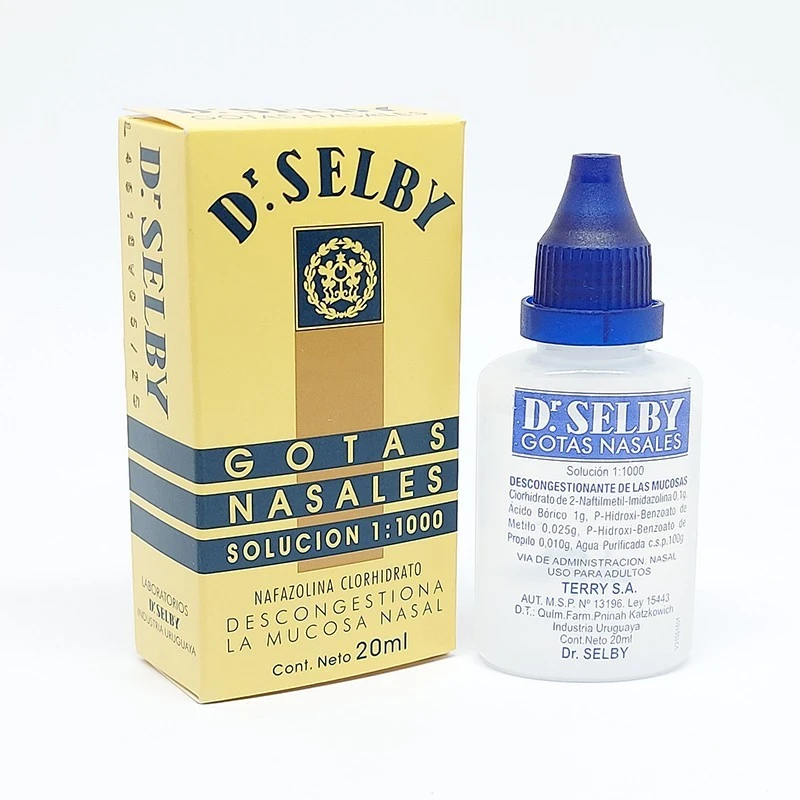 GOTAS NASALES
Dr. SELBY
GOTAS
NASALES
SOLUCION 1:1000
NAFAZOLINA CLORHIDRATO
DESCONGESTIONA
LA MUCOSA NASAL
Cont. Neto 20ml
Dr. SELBY
LABORATORIOS
Dr. SELBY
INDUSTRIA URUGUAYA
Dr. SELBY
GOTAS NASALES
Solución 1:1000
DESCONGESTIONANTE DE LAS MUCOSAS
Clorhidrato de 2-Naftilmetil-Imidazolina 0,1g,
Acido Bórico 1g, P-Hidroxi-Benzoato de
Metilo 0,025g, P-Hidroxi-Benzoato de
Propilo 0,010g, Agua Purificada c.s.p.100g
VIA DE ADMINISTRACION: NASAL
USO PARA ADULTOS
TERRY S.A.
AUT. M.S.P. Nº 13196. Ley 15443
D.T.: Quím.Farm.Pninah Katzkowich
Industria Uruguaya
Cont.Neto 20ml
Dr. SELBY